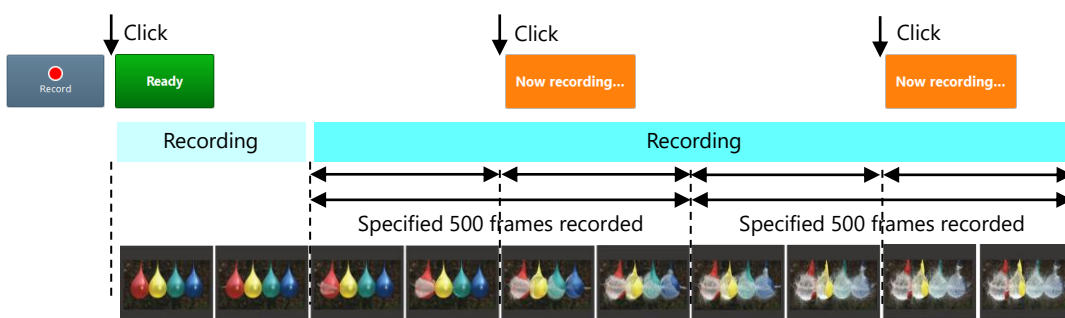 Click
Click
Click
Record
Ready
Now recording...
Now recording...
Recording
Recording
Specified 500 frames recorded
Specified 500 frames recorded